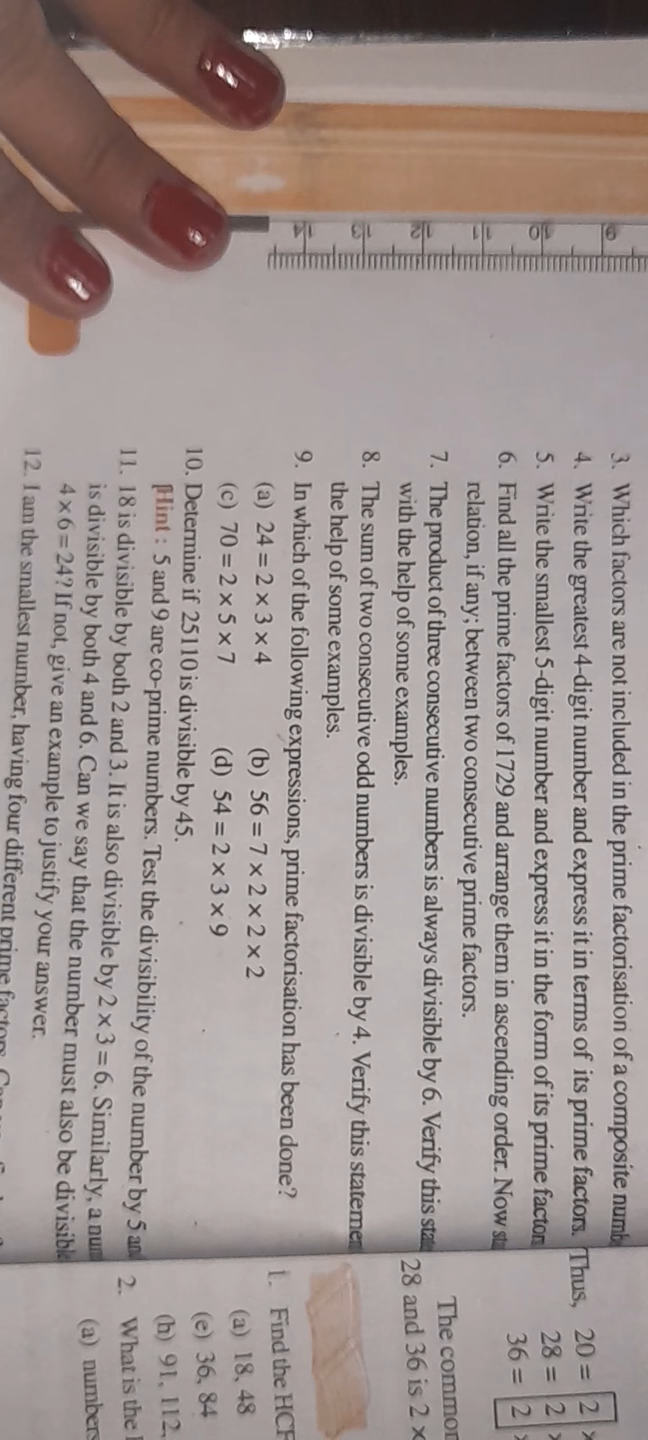 3. Which factors are not included in the prime factorisation of a composite
4. Write the greatest 4-digit number and express it in terms of its prime factors.
5. Write the smallest 5-digit number and express it in the form of its prime
6. Find all the prime factors of 1729 and arrange them in ascending order. Now
relation, if any; between two consecutive prime factors.
7. The product of three consecutive numbers is always divisible by 6. Verify this
with the help of some examples.
8. The sum of two consecutive odd numbers is divisible by 4. Verify this
the help of some examples.
9. In which of the following expressions, prime factorisation has been done?
(a) 24 = 2 × 3 × 4 (b) 56 = 7 × 2 × 2 × 2
(c) 70 = 2 × 5 × 7 (d) 54 = 2 × 3 × 9
10. Determine if 25110 is divisible by 45.
Hint : 5 and 9 are co-prime numbers. Test the divisibility of the number by 5
11. 18 is divisible by both 2 and 3. It is also divisible by 2 × 3 = 6. Similarly, a
is divisible by both 4 and 6. Can we say that the number must also be
4 × 6 = 24? If not, give an example to justify your answer.
12. I am the smallest number, having four different prime
Thus, 20 = 2 ×
28 = 2
36 = 2
The common
28 and 36 is 2 ×
1. Find the HCF
(a) 18, 48
(e) 36, 84
(h) 91, 112,
2. What is the
(a) numbers
9
10
11
12
13
14